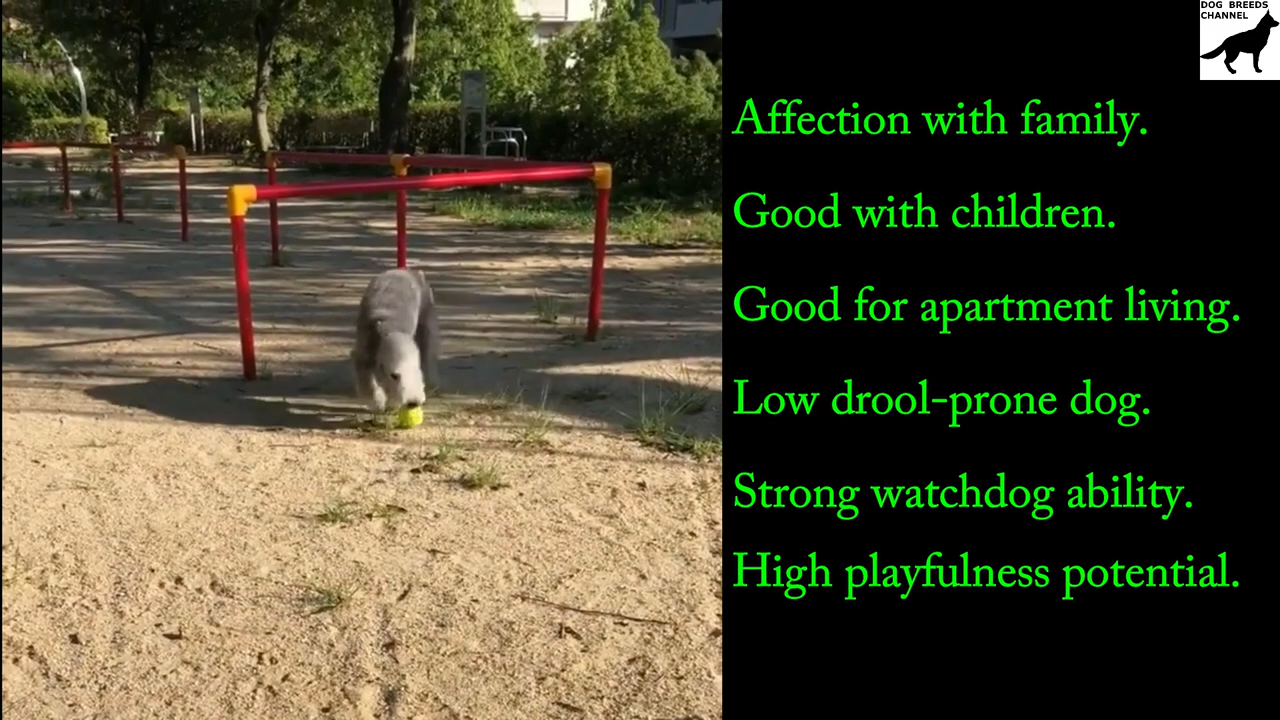 DOG BREEDS
CHANNEL
Affection with family.
Good with children.
Good for apartment living.
Low drool-prone dog.
Strong watchdog ability.
High playfulness potential.